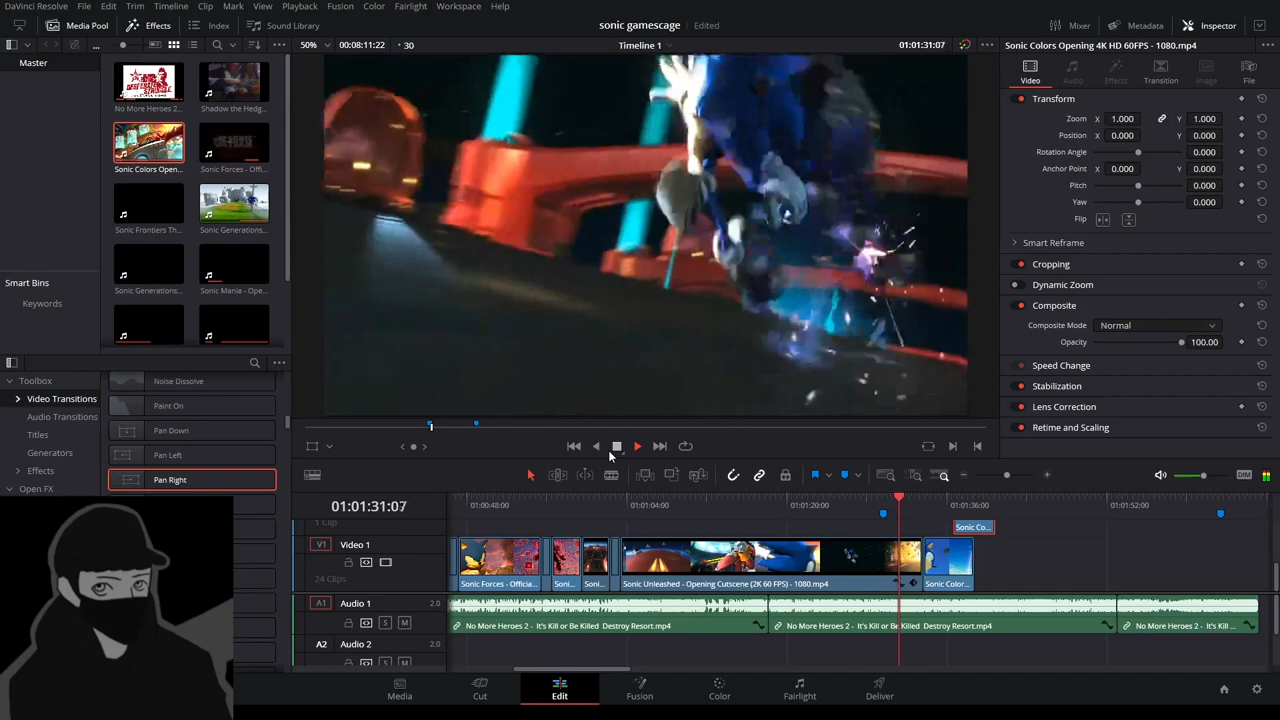 DaVinci Resolve File Edit Trim Timeline Clip Mark View Playback Fusion Color Fairlight Workspace Help
Media Pool Effects Index Sound Library sonic gamescage Edited Mixer Metadata Inspector
50% 00:08:11:22 30 Timeline 1 01:01:31:07 Sonic Colors Opening 4K HD 60FPS - 1080.mp4
Master
Video Audio Effects Transition Image File
No More Heroes 2... Shadow the Hedg...
Sonic Colors Open... Sonic Forces - Offi...
Sonic Frontiers Th... Sonic Generations...
Sonic Generations... Sonic Mania - Ope...
Smart Bins
Keywords
Transform
Zoom X 1.000 Y 1.000
Position X 0.000 Y 0.000
Rotation Angle 0.000
Anchor Point X 0.000 Y 0.000
Pitch 0.000
Yaw 0.000
Flip
Smart Reframe
Cropping
Dynamic Zoom
Composite
Composite Mode Normal
Opacity 100.00
Speed Change
Stabilization
Lens Correction
Retime and Scaling
Toolbox
Video Transitions
Audio Transitions
Titles
Generators
Effects
Open FX
Noise Dissolve
Paint On
Pan Down
Pan Left
Pan Right
DIM
01:01:31:07
01:00:48:00 01:01:04:00 01:01:20:00 01:01:36:00 01:01:52:00
1 Clip
Sonic Co...
V1 Video 1
24 Clips
Sonic Forces - Officia... Soni... Soni... Sonic Unleashed - Opening Cutscene (2K 60 FPS) - 1080.mp4 Sonic Color...
A1 Audio 1 2.0
S M
No More Heroes 2 - It's Kill or Be Killed Destroy Resort.mp4 No More Heroes 2 - It's Kill or Be Killed Destroy Resort.mp4 No More Heroes 2 - It's Kill ...
A2 Audio 2 2.0
S M
Media Cut Edit Fusion Color Fairlight Deliver